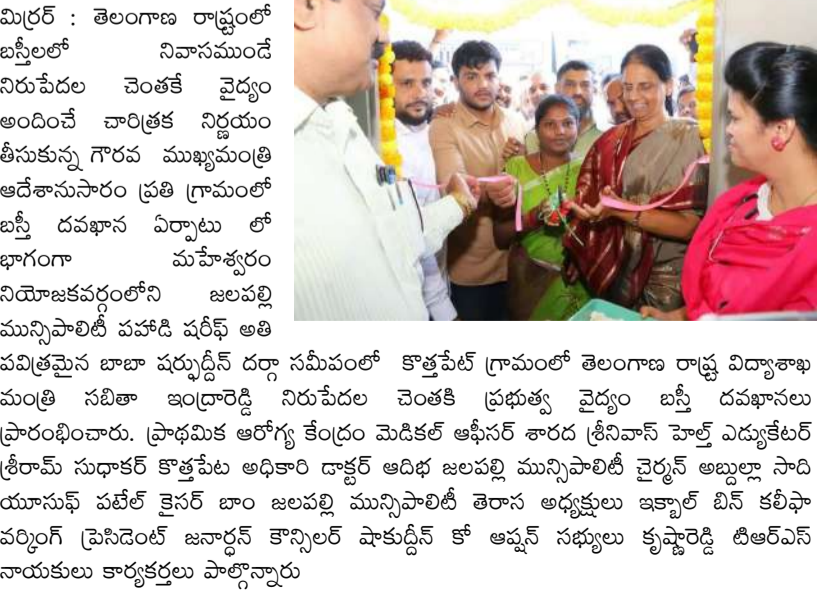 మిర్రర్ : తెలంగాణ రాష్ట్రంలో
బస్తీలలో నివాసముండే
నిరుపేదల చెంతకే వైద్యం
అందించే చారిత్రక నిర్ణయం
తీసుకున్న గౌరవ ముఖ్యమంత్రి
ఆదేశానుసారం ప్రతి గ్రామంలో
బస్తీ దవఖాన ఏర్పాటు లో
భాగంగా మహేశ్వరం
నియోజకవర్గంలోని జలపల్లి
మున్సిపాలిటీ పహాడి షరీఫ్ అతి
పవిత్రమైన బాబా షర్ఫుద్దీన్ దర్గా సమీపంలో కొత్తపేట్ గ్రామంలో తెలంగాణ రాష్ట్ర విద్యాశాఖ
మంత్రి సబితా ఇంద్రారెడ్డి నిరుపేదల చెంతకి ప్రభుత్వ వైద్యం బస్తీ దవఖానలు
ప్రారంభించారు. ప్రాథమిక ఆరోగ్య కేంద్రం మెడికల్ ఆఫీసర్ శారద శ్రీనివాస్ హెల్త్ ఎడ్యుకేటర్
శ్రీరామ్ సుధాకర్ కొత్తపేట అధికారి డాక్టర్ ఆదిభ జలపల్లి మున్సిపాలిటీ చైర్మన్ అబ్దుల్లా సాది
యూసుఫ్ పటేల్ కైసర్ బాం జలపల్లి మున్సిపాలిటీ తెరాస అధ్యక్షులు ఇక్బాల్ బిన్ కలీఫా
వర్కింగ్ ప్రెసిడెంట్ జనార్ధన్ కౌన్సిలర్ షాకుద్దీన్ కో ఆప్షన్ సభ్యులు కృష్ణారెడ్డి టిఆర్ఎస్
నాయకులు కార్యకర్తలు పాల్గొన్నారు